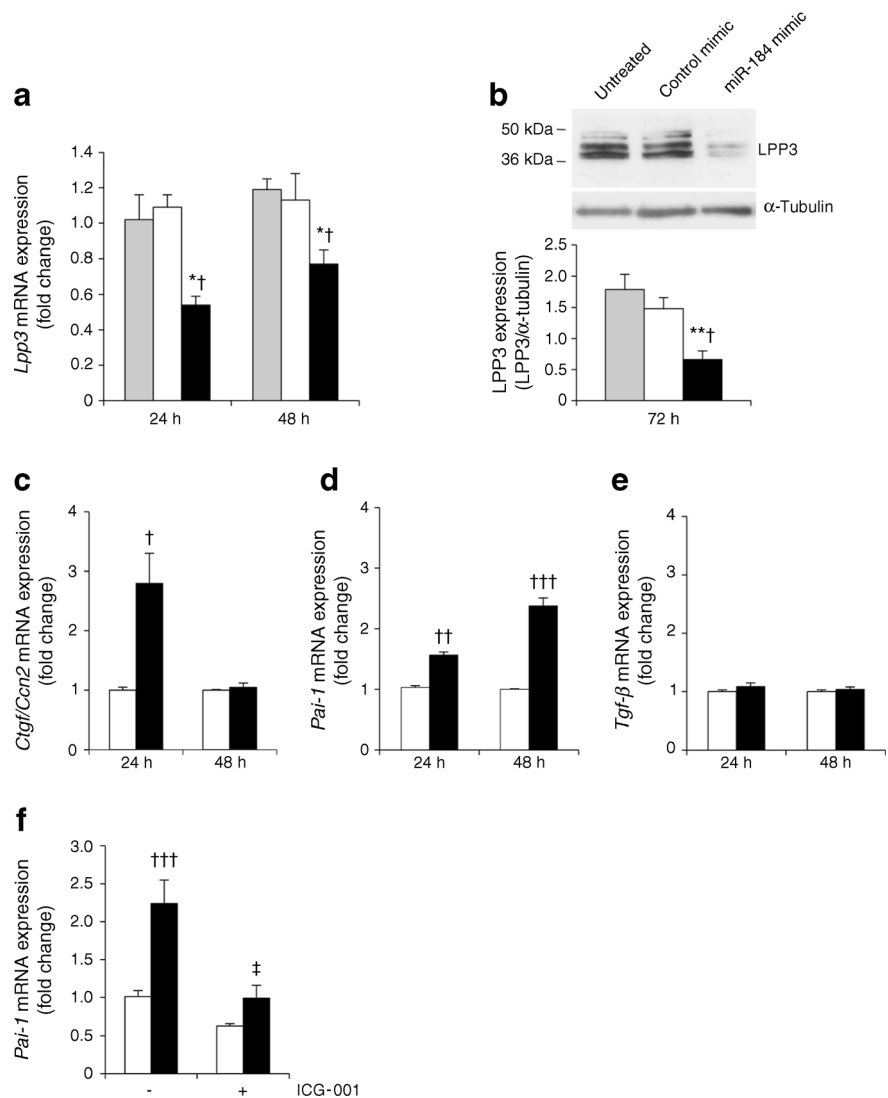 a
Lpp3 mRNA expression
(fold change)
1.4
1.2
1.0
0.8
0.6
0.4
0.2
0
*†
*†
24 h
48 h
b
Untreated
Control mimic
miR-184 mimic
50 kDa
36 kDa
LPP3
α-Tubulin
LPP3 expression
(LPP3/α-tubulin)
2.5
2.0
1.5
1.0
0.5
0
**†
72 h
c
Ctgf/Ccn2 mRNA expression
(fold change)
4
3
2
1
0
†
24 h
48 h
d
Pai-1 mRNA expression
(fold change)
4
3
2
1
0
††
†††
24 h
48 h
e
Tgf-β mRNA expression
(fold change)
4
3
2
1
0
24 h
48 h
f
Pai-1 mRNA expression
(fold change)
3.0
2.5
2.0
1.5
1.0
0.5
0
†††
‡
-
+
ICG-001